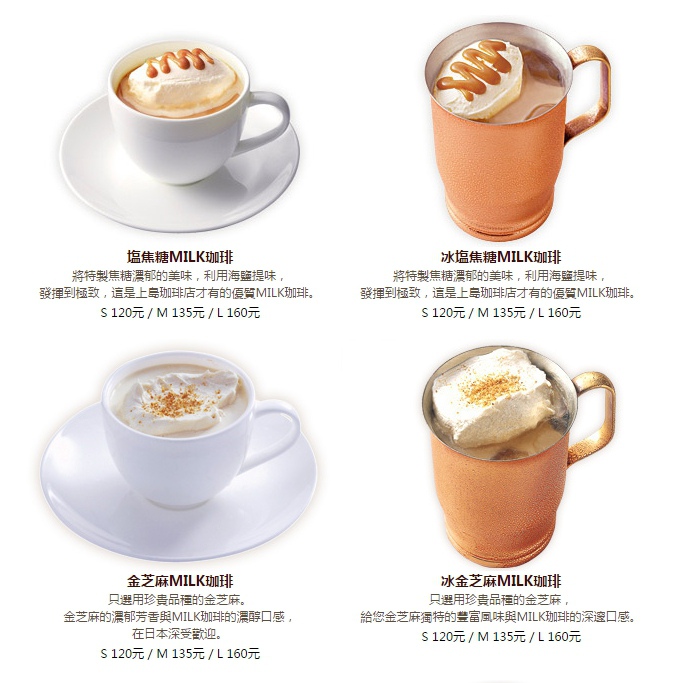 塩焦糖MILK珈琲
將特製焦糖濃郁的美味，利用海鹽提味，
發揮到極致，這是上島珈琲店才有的優質MILK珈琲。
S 120元 / M 135元 / L 160元
冰塩焦糖MILK珈琲
將特製焦糖濃郁的美味，利用海鹽提味，
發揮到極致，這是上島珈琲店才有的優質MILK珈琲。
S 120元 / M 135元 / L 160元
金芝麻MILK珈琲
只選用珍貴品種的金芝麻。
金芝麻的濃郁芳香與MILK珈琲的濃醇口感，
在日本深受歡迎。
S 120元 / M 135元 / L 160元
冰金芝麻MILK珈琲
只選用珍貴品種的金芝麻，
給您金芝麻獨特的豐富風味與MILK珈琲的深邃口感。
S 120元 / M 135元 / L 160元